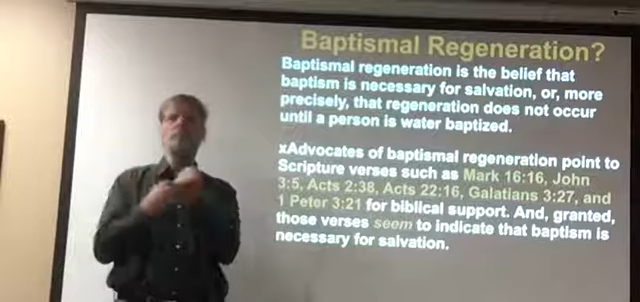 Baptismal Regeneration?
Baptismal regeneration is the belief that
baptism is necessary for salvation, or, more
precisely, that regeneration does not occur
until a person is water baptized.
xAdvocates of baptismal regeneration point to
Scripture verses such as Mark 16:16, John
3:5, Acts 2:38, Acts 22:16, Galatians 3:27, and
1 Peter 3:21 for biblical support. And, granted,
those verses seem to indicate that baptism is
necessary for salvation.